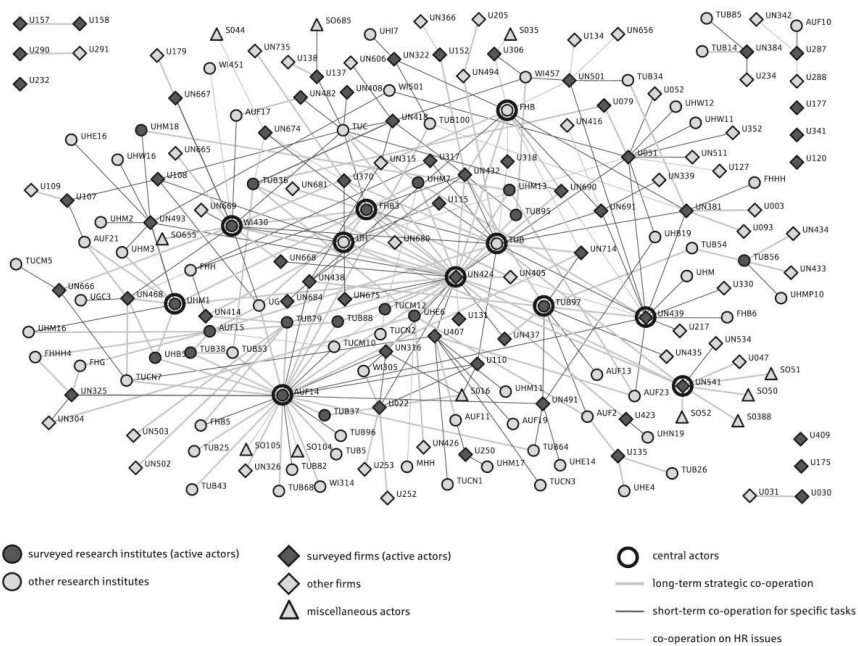 U157 U158 S044 SO685 UN366 U205 TUB85 UN342 AUF10
U290 U291 U179 UN735 U138 UHI7 UN606 UN322 U152 SO35 U306 U134 UN656 TUB14 UN384 U287
U232 WI451 U137 UN494 WI457 UN501 TUB34 U234 U288
UN667 UN482 UN408 WI501 U052
AUF17 UN418 TUB100 FHB U079 UHW12 U177
UHE16 UHM18 UN674 TUC UN416 UHW11 U352 U341
UHW16 UN665 UN315 U317 U318 U051 UN511 U120
U108 TUB36 UN681 U370 UHM7 UN432 UHM13 UN690 UN339 U127 FHHH
U109 U107 UN669 FHB3 U115 TUB95 UN691 UN381 U003
UHM2 UN493 WI430 U093
AUF21 UHM3 SO655 UH UN680 TUB UHB19 TUB54 UN434
TUCM5 FHH UN668 UN714 TUB56
UN666 UN438 UN424 UN405 UHM UN433
UGC3 UN468 UHM1 UG UN684 UN675 TUB97 U330 UHMP10
UN414 TUCM12 UHE6 UN439 FHB6
UHM16 AUF15 TUB79 TUB88 TUCN2 U131 U217
U407 UN437 UN534
FHHH4 UHB5 TUB38 TUB53 TUCM10 UN316 UN435
FHG U110 U047
TUCN7 WI305 AUF13 SO51
UN325 AUF14 S016 UHM11 AUF23 UN541 SO50
U022 UN491
UN304 FHB5 TUB37 AUF11 AUF19 AUF2 U423 SO52 S0388
UN503 TUB96 UHN19 U409
TUB25 SO105 SO104 TUB5 UN426 U250 TUB64 U135
UN502 UN326 TUB82 U253 MHH UHM17 UHE14 TUB26 U175
TUB43 TUB68 WI314 U252 TUCN1 TUCN3 UHE4 U031 U030
surveyed research institutes (active actors)
other research institutes
surveyed firms (active actors)
other firms
miscellaneous actors
central actors
long-term strategic co-operation
short-term co-operation for specific tasks
co-operation on HR issues